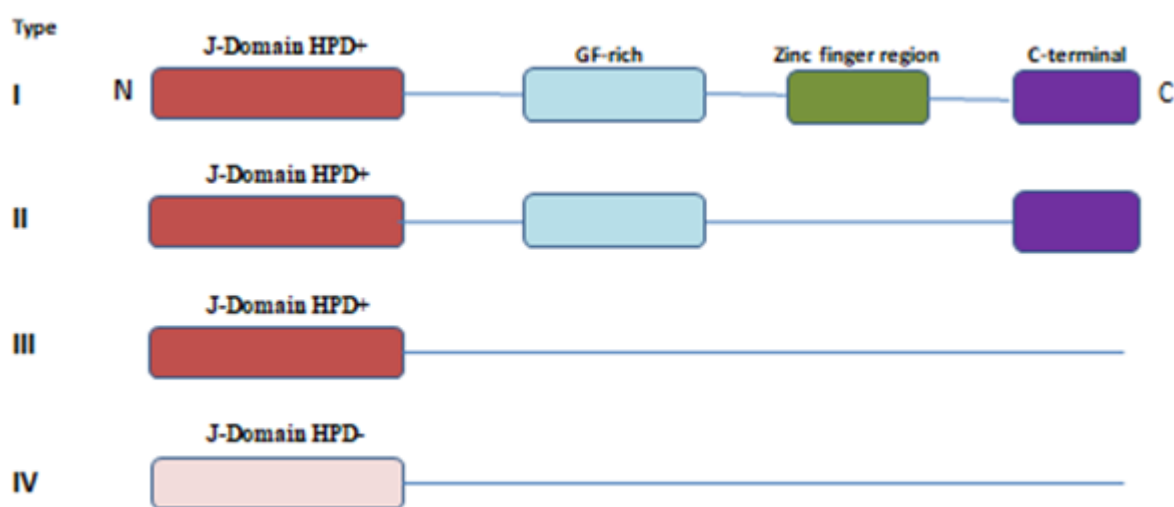 Type
J-Domain HPD+
GF-rich
Zinc finger region
C-terminal
I
N
C
J-Domain HPD+
II
J-Domain HPD+
III
J-Domain HPD-
IV